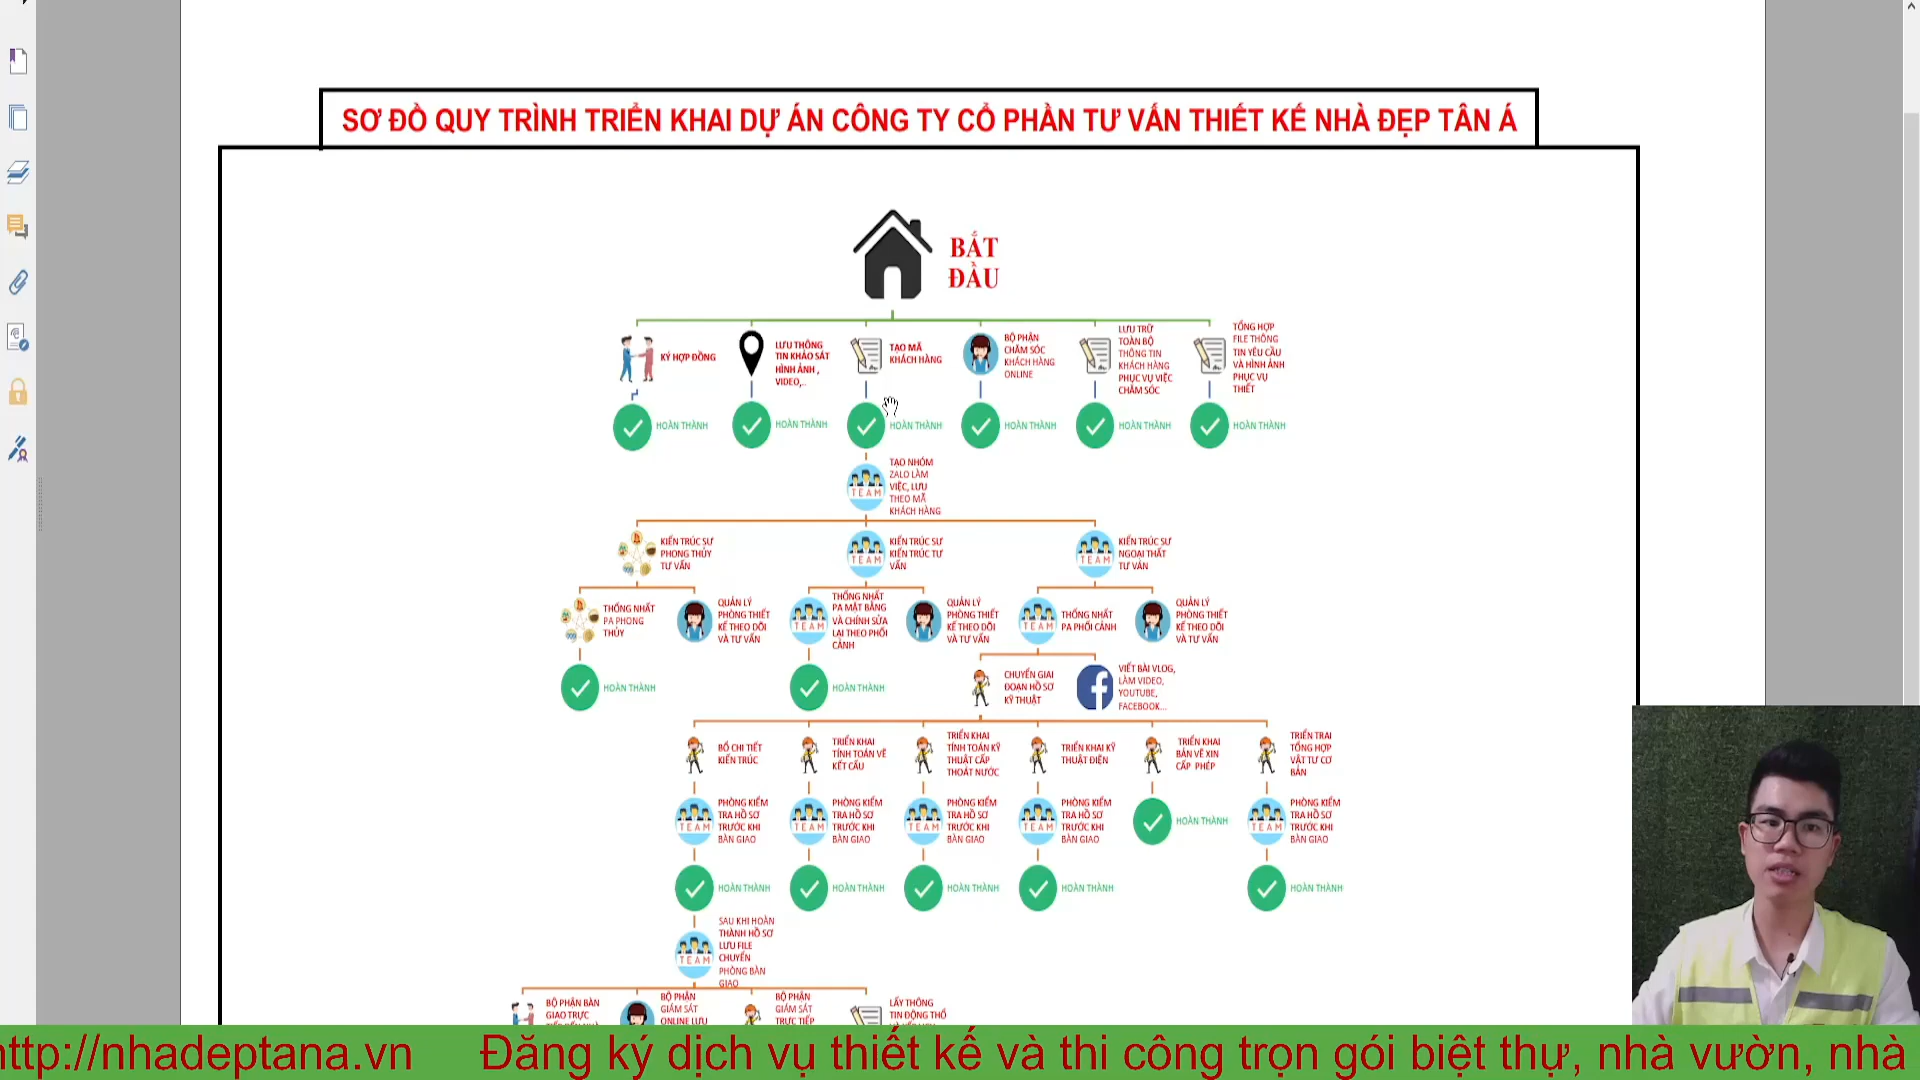 SƠ ĐỒ QUY TRÌNH TRIỂN KHAI DỰ ÁN CÔNG TY CỔ PHẦN TƯ VẤN THIẾT KẾ NHÀ ĐẸP TÂN Á
BẮT
ĐẦU
KÝ HỢP ĐỒNG
LƯU THÔNG
TIN KHẢO SÁT
HÌNH ẢNH ,
VIDEO,..
TẠO MÃ
KHÁCH HÀNG
BỘ PHẬN
CHĂM SÓC
KHÁCH HÀNG
ONLINE
LƯU TRỮ
TOÀN BỘ
THÔNG TIN
KHÁCH HÀNG
PHỤC VỤ VIỆC
CHĂM SÓC
TỔNG HỢP
FILE THÔNG
TIN YÊU CẦU
VÀ HÌNH ẢNH
PHỤC VỤ
THIẾT
HOÀN THÀNH
HOÀN THÀNH
HOÀN THÀNH
HOÀN THÀNH
HOÀN THÀNH
HOÀN THÀNH
TEAM
TẠO NHÓM
ZALO LÀM
VIỆC, LƯU
THEO MÃ
KHÁCH HÀNG
KIẾN TRÚC SƯ
PHONG THỦY
TƯ VẤN
TEAM
KIẾN TRÚC SƯ
KIẾN TRÚC TƯ
VẤN
TEAM
KIẾN TRÚC SƯ
NGOẠI THẤT
TƯ VẤN
THỐNG NHẤT
PA PHONG
THỦY
QUẢN LÝ
PHÒNG THIẾT
KẾ THEO DÕI
VÀ TƯ VẤN
TEAM
THỐNG NHẤT
PA MẶT BẰNG
VÀ CHỈNH SỬA
LẠI THEO PHỐI
CẢNH
QUẢN LÝ
PHÒNG THIẾT
KẾ THEO DÕI
VÀ TƯ VẤN
TEAM
THỐNG NHẤT
PA PHỐI CẢNH
QUẢN LÝ
PHÒNG THIẾT
KẾ THEO DÕI
VÀ TƯ VẤN
HOÀN THÀNH
HOÀN THÀNH
CHUYỂN GIAI
ĐOẠN HỒ SƠ
KỸ THUẬT
VIẾT BÀI VLOG,
LÀM VIDEO,
YOUTUBE,
FACEBOOK...
BỔ CHI TIẾT
KIẾN TRÚC
TRIỂN KHAI
TÍNH TOÁN VẼ
KẾT CẤU
TRIỂN KHAI
TÍNH TOÁN KỸ
THUẬT CẤP
THOÁT NƯỚC
TRIỂN KHAI KỸ
THUẬT ĐIỆN
TRIỂN KHAI
BẢN VẼ XIN
CẤP PHÉP
TRIỂN TRAI
TỔNG HỢP
VẬT TƯ CƠ
BẢN
TEAM
PHÒNG KIỂM
TRA HỒ SƠ
TRƯỚC KHI
BÀN GIAO
TEAM
PHÒNG KIỂM
TRA HỒ SƠ
TRƯỚC KHI
BÀN GIAO
TEAM
PHÒNG KIỂM
TRA HỒ SƠ
TRƯỚC KHI
BÀN GIAO
TEAM
PHÒNG KIỂM
TRA HỒ SƠ
TRƯỚC KHI
BÀN GIAO
HOÀN THÀNH
TEAM
PHÒNG KIỂM
TRA HỒ SƠ
TRƯỚC KHI
BÀN GIAO
HOÀN THÀNH
HOÀN THÀNH
HOÀN THÀNH
HOÀN THÀNH
HOÀN THÀNH
TEAM
SAU KHI HOÀN
THÀNH HỒ SƠ
LƯU FILE
CHUYỂN
PHÒNG BÀN
GIAO
BỘ PHẬN BÀN
GIAO TRỰC
BỘ PHẬN
GIÁM SÁT
ONLINE LƯU
BỘ PHẬN
GIÁM SÁT
TRỰC TIẾP
LẤY THÔNG
TIN ĐỘNG THỔ
http://nhadeptana.vn Đăng ký dịch vụ thiết kế và thi công trọn gói biệt thự, nhà vườn, nhà